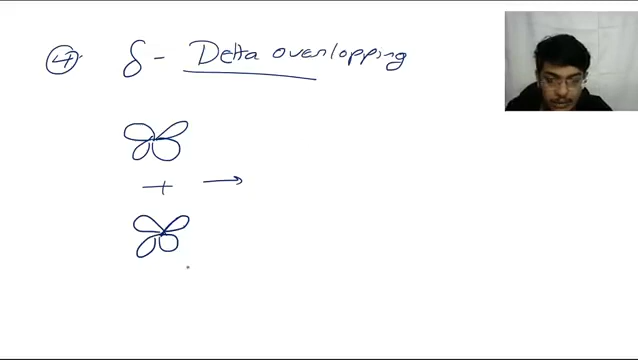 ④ δ - Delta overlapping
+ →